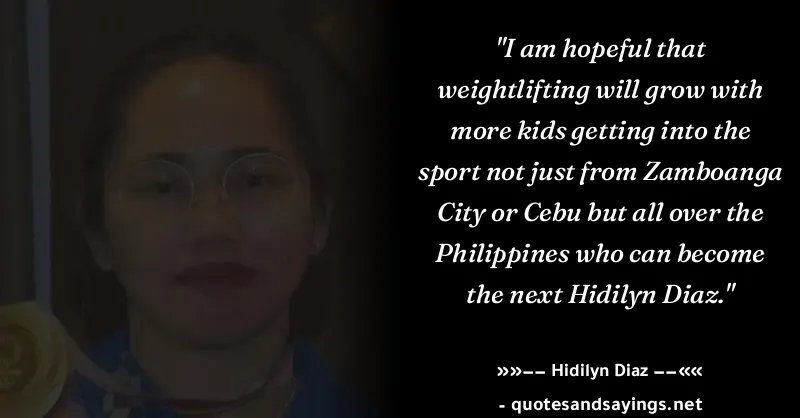 "I am hopeful that
weightlifting will grow with
more kids getting into the
sport not just from Zamboanga
City or Cebu but all over the
Philippines who can become
the next Hidilyn Diaz."
»»–– Hidilyn Diaz ––««
- quotesandsayings.net